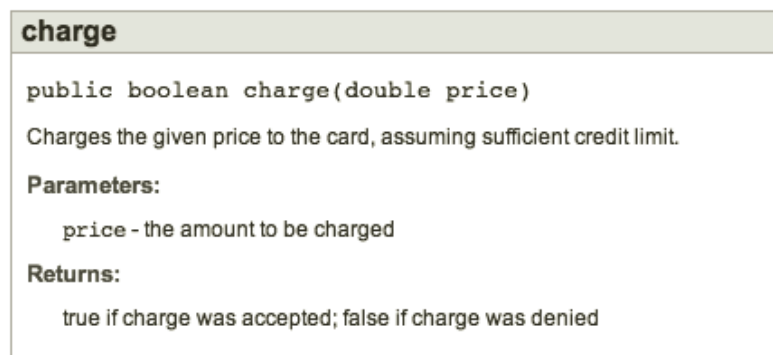 charge
public boolean charge(double price)
Charges the given price to the card, assuming sufficient credit limit.
Parameters:
price - the amount to be charged
Returns:
true if charge was accepted; false if charge was denied